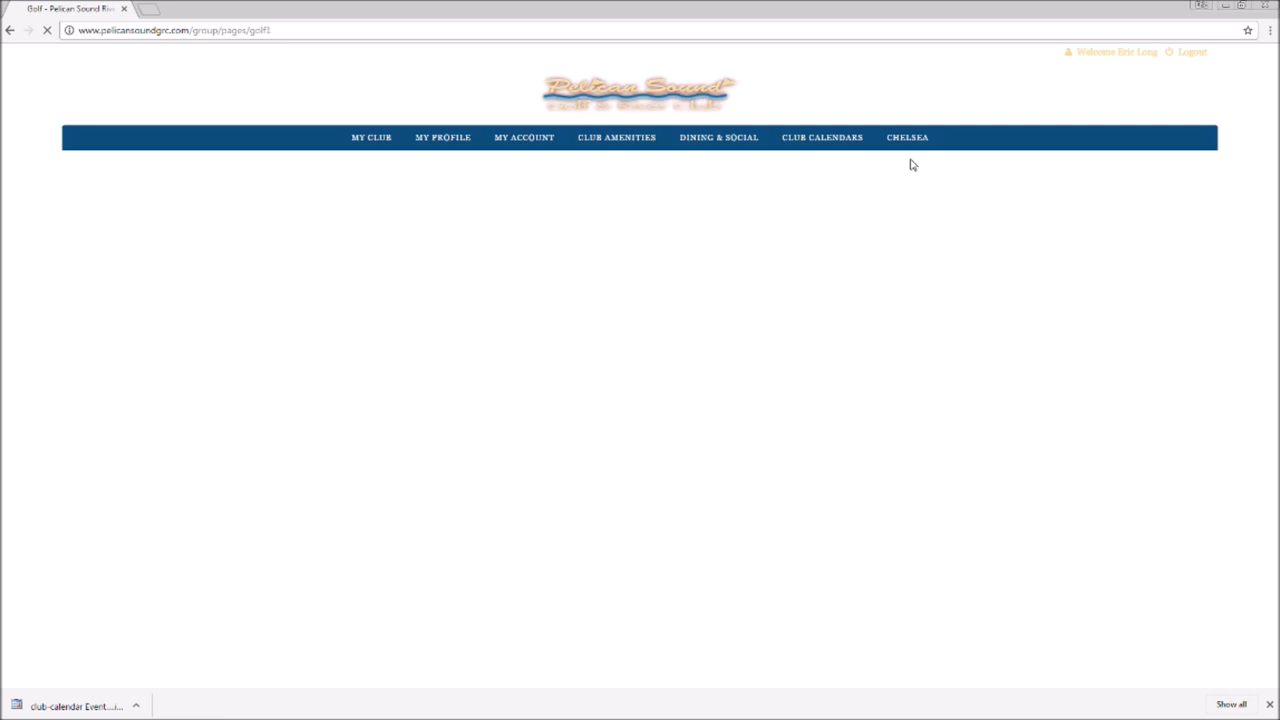 Golf - Pelican Sound Riv
www.pelicansoundgrc.com/group/pages/golf1
Welcome Eric Long Logout
Pelican Sound
MY CLUB MY PROFILE MY ACCOUNT CLUB AMENITIES DINING & SOCIAL CLUB CALENDARS CHELSEA
club-calendar Event....i...
Show all